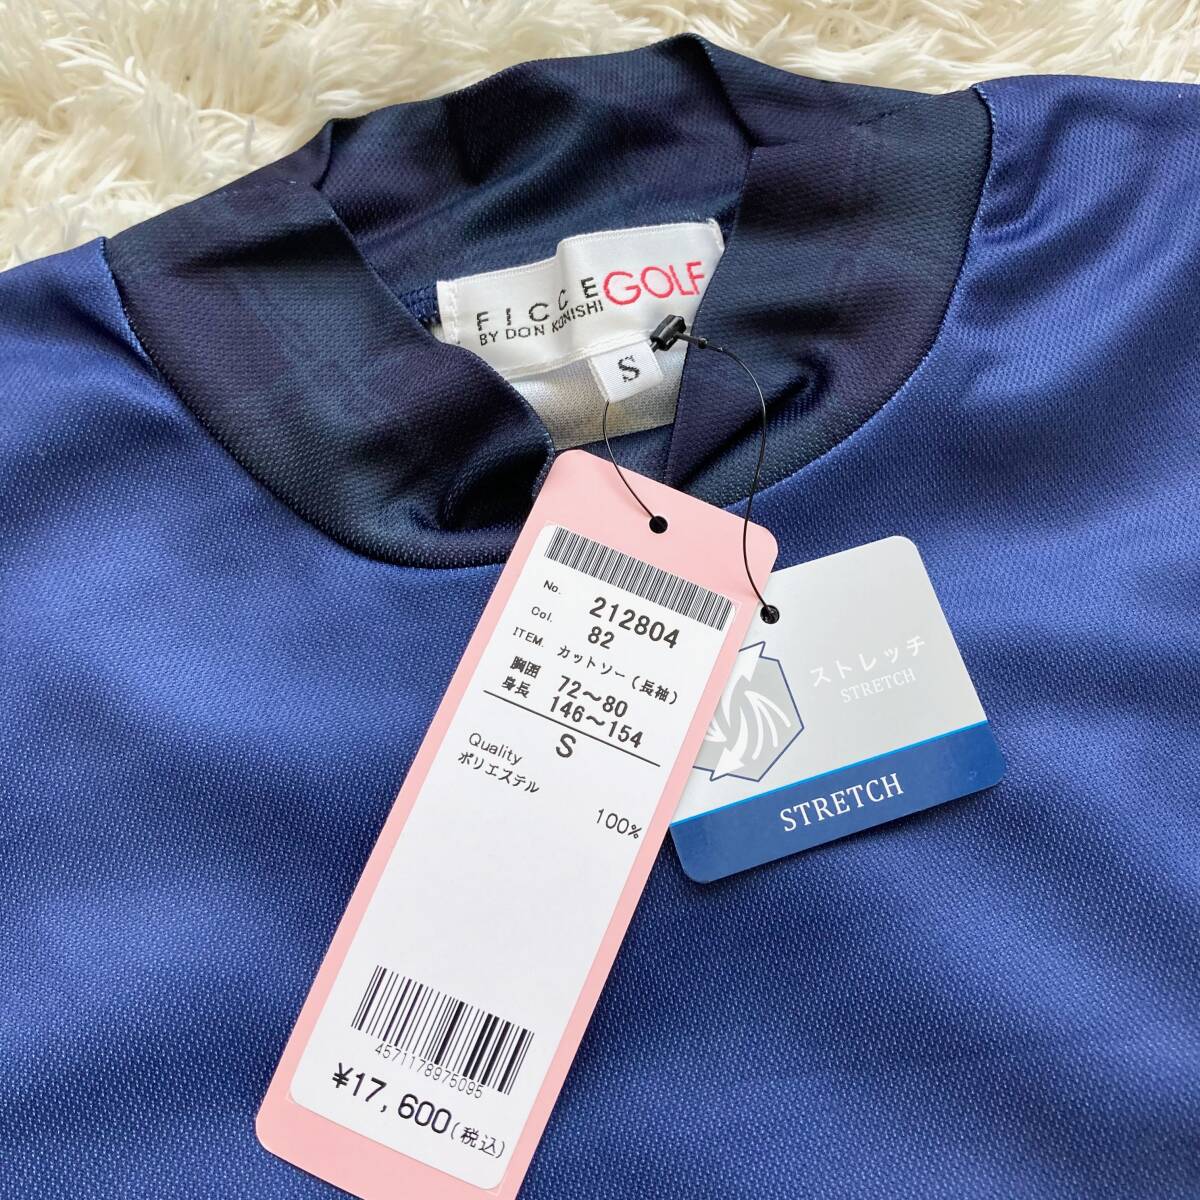 FICCE GOLF
BY DON KONISHI
S
No. 212804
Col. 82
ITEM. カットソー(長袖)
胸囲 72～80
身長 146～154
S
Quality
ポリエステル
100%
4571178975095
¥17,600(税込)
ストレッチ
STRETCH
STRETCH